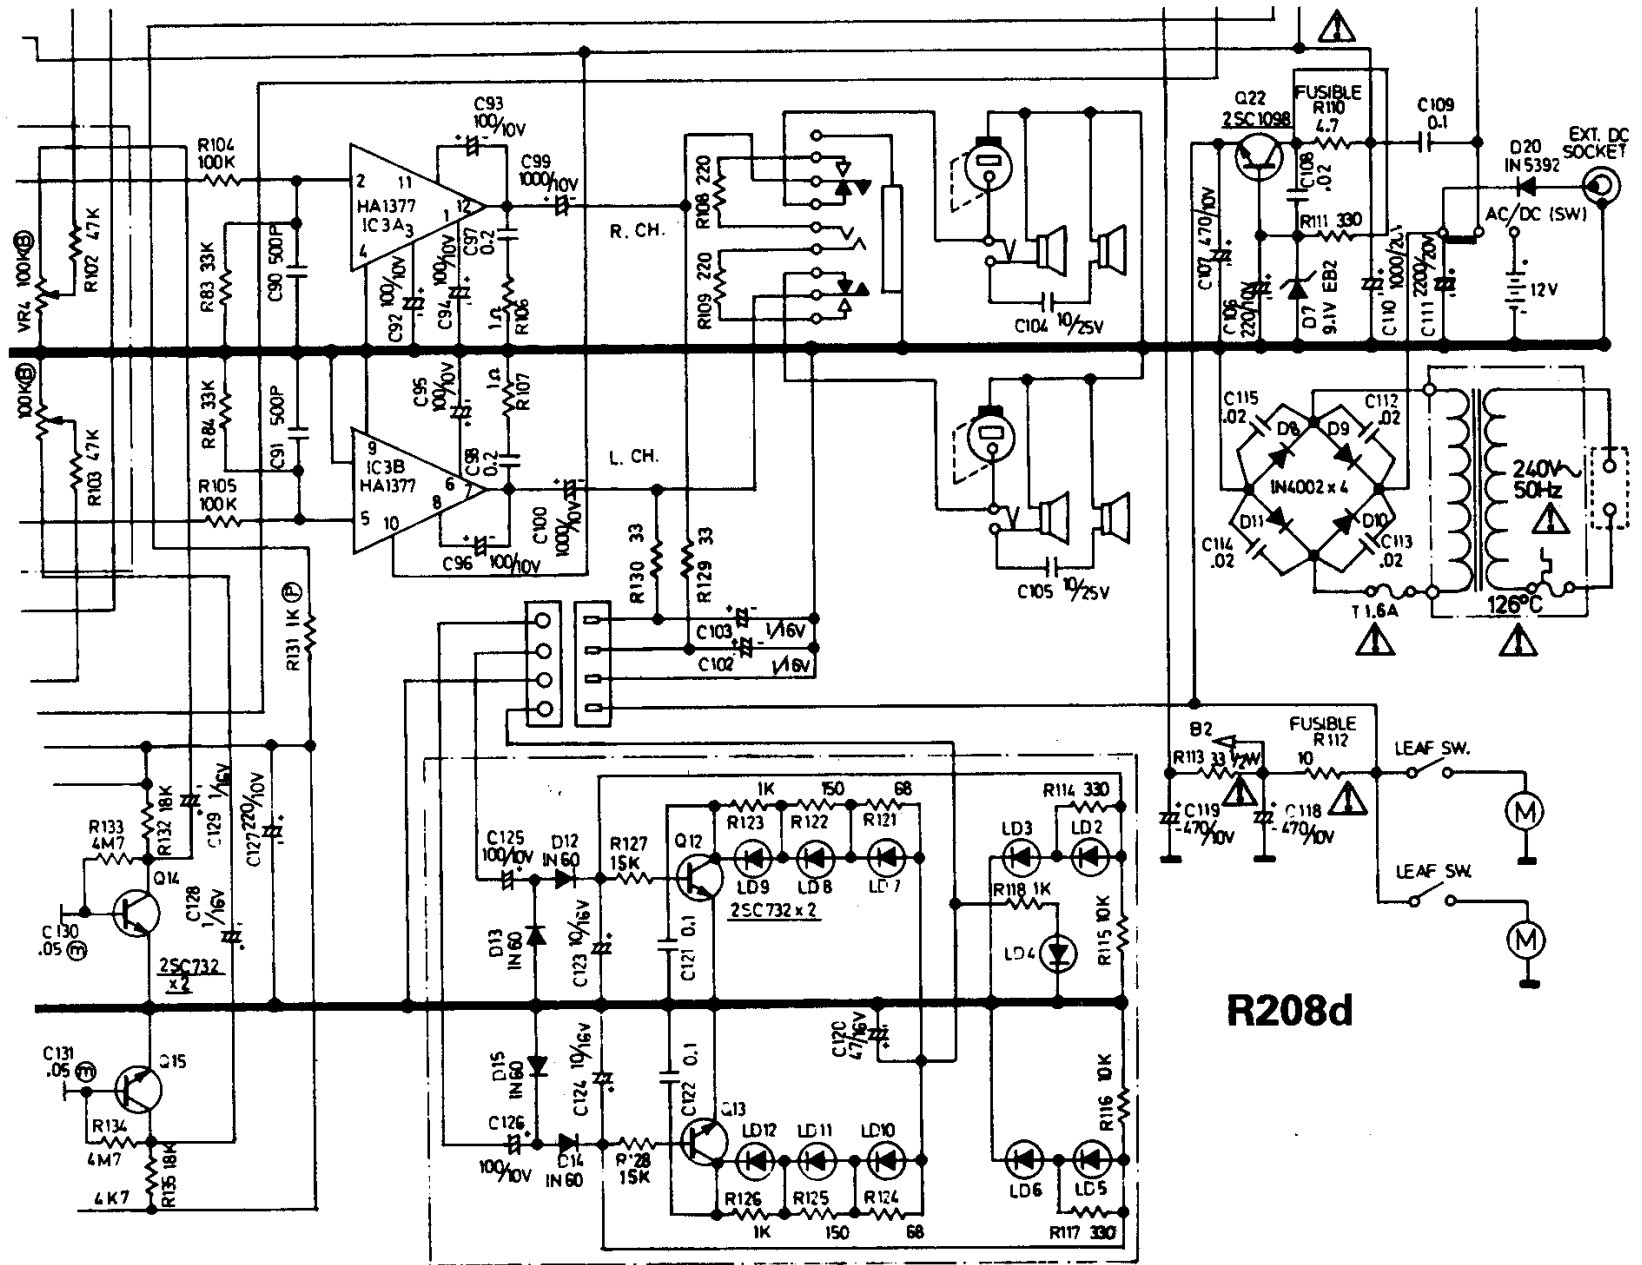 C93
100/10V
R104
100K
C99
1000/10V
2
11
HA1377
IC3A
12
1
3
4
C97
0.2
R. CH.
R108 220
R109 220
VR4 100K(B)
R102 47K
R83 33K
C90 500P
C92 100/10V
C94 100/10V
1Ω R106
C104 10/25V
Q22
2SC1098
FUSIBLE
R110
4.7
C109
0.1
D20
IN5392
EXT. DC
SOCKET
C108
.02
R111 330
AC/DC (SW)
C107 470/10V
C106
220/10V
D7
9.1V EB2
C110
C111 2200/20V
12V
100K(B)
R103 47K
R84 33K
C91 500P
C95
100/10V
1Ω R107
9
IC3B
HA1377
6
7
8
5
10
C98
0.2
L. CH.
R105
100K
C96
100/10V
C100
1000/10V
R130 33
R129 33
C105 10/25V
C115
.02
C112
.02
D8
D9
IN4002 x 4
D11
D10
C114
.02
C113
.02
240V~
50Hz
126°C
T1.6A
R131 1K (P)
C103
1/16V
C102
1/16V
B2
R113 33 1/2W
FUSIBLE
R112
10
LEAF SW.
M
C119
470/10V
C118
470/10V
LEAF SW.
M
R133
4M7
R132 18K
C129 1/16V
C127 220/10V
Q14
C128
1/16V
C130
.05 (m)
2SC732
x2
C131
.05 (m)
Q15
R134
4M7
R135 18K
4K7
C125
100/10V
D12
IN60
R127
15K
Q12
1K
R123
150
R122
68
R121
LD9
LD8
LD7
2SC732 x 2
D13
IN60
C123 10/16V
C121 0.1
R114 330
LD3
LD2
R118 1K
LD4
R115 10K
R208d
D15
IN60
C124 10/16V
C122 0.1
C120
47/16V
R116 10K
C126
100/10V
D14
IN60
R128
15K
Q13
LD12
LD11
LD10
R126
1K
R125
150
R124
68
LD6
LD5
R117 330